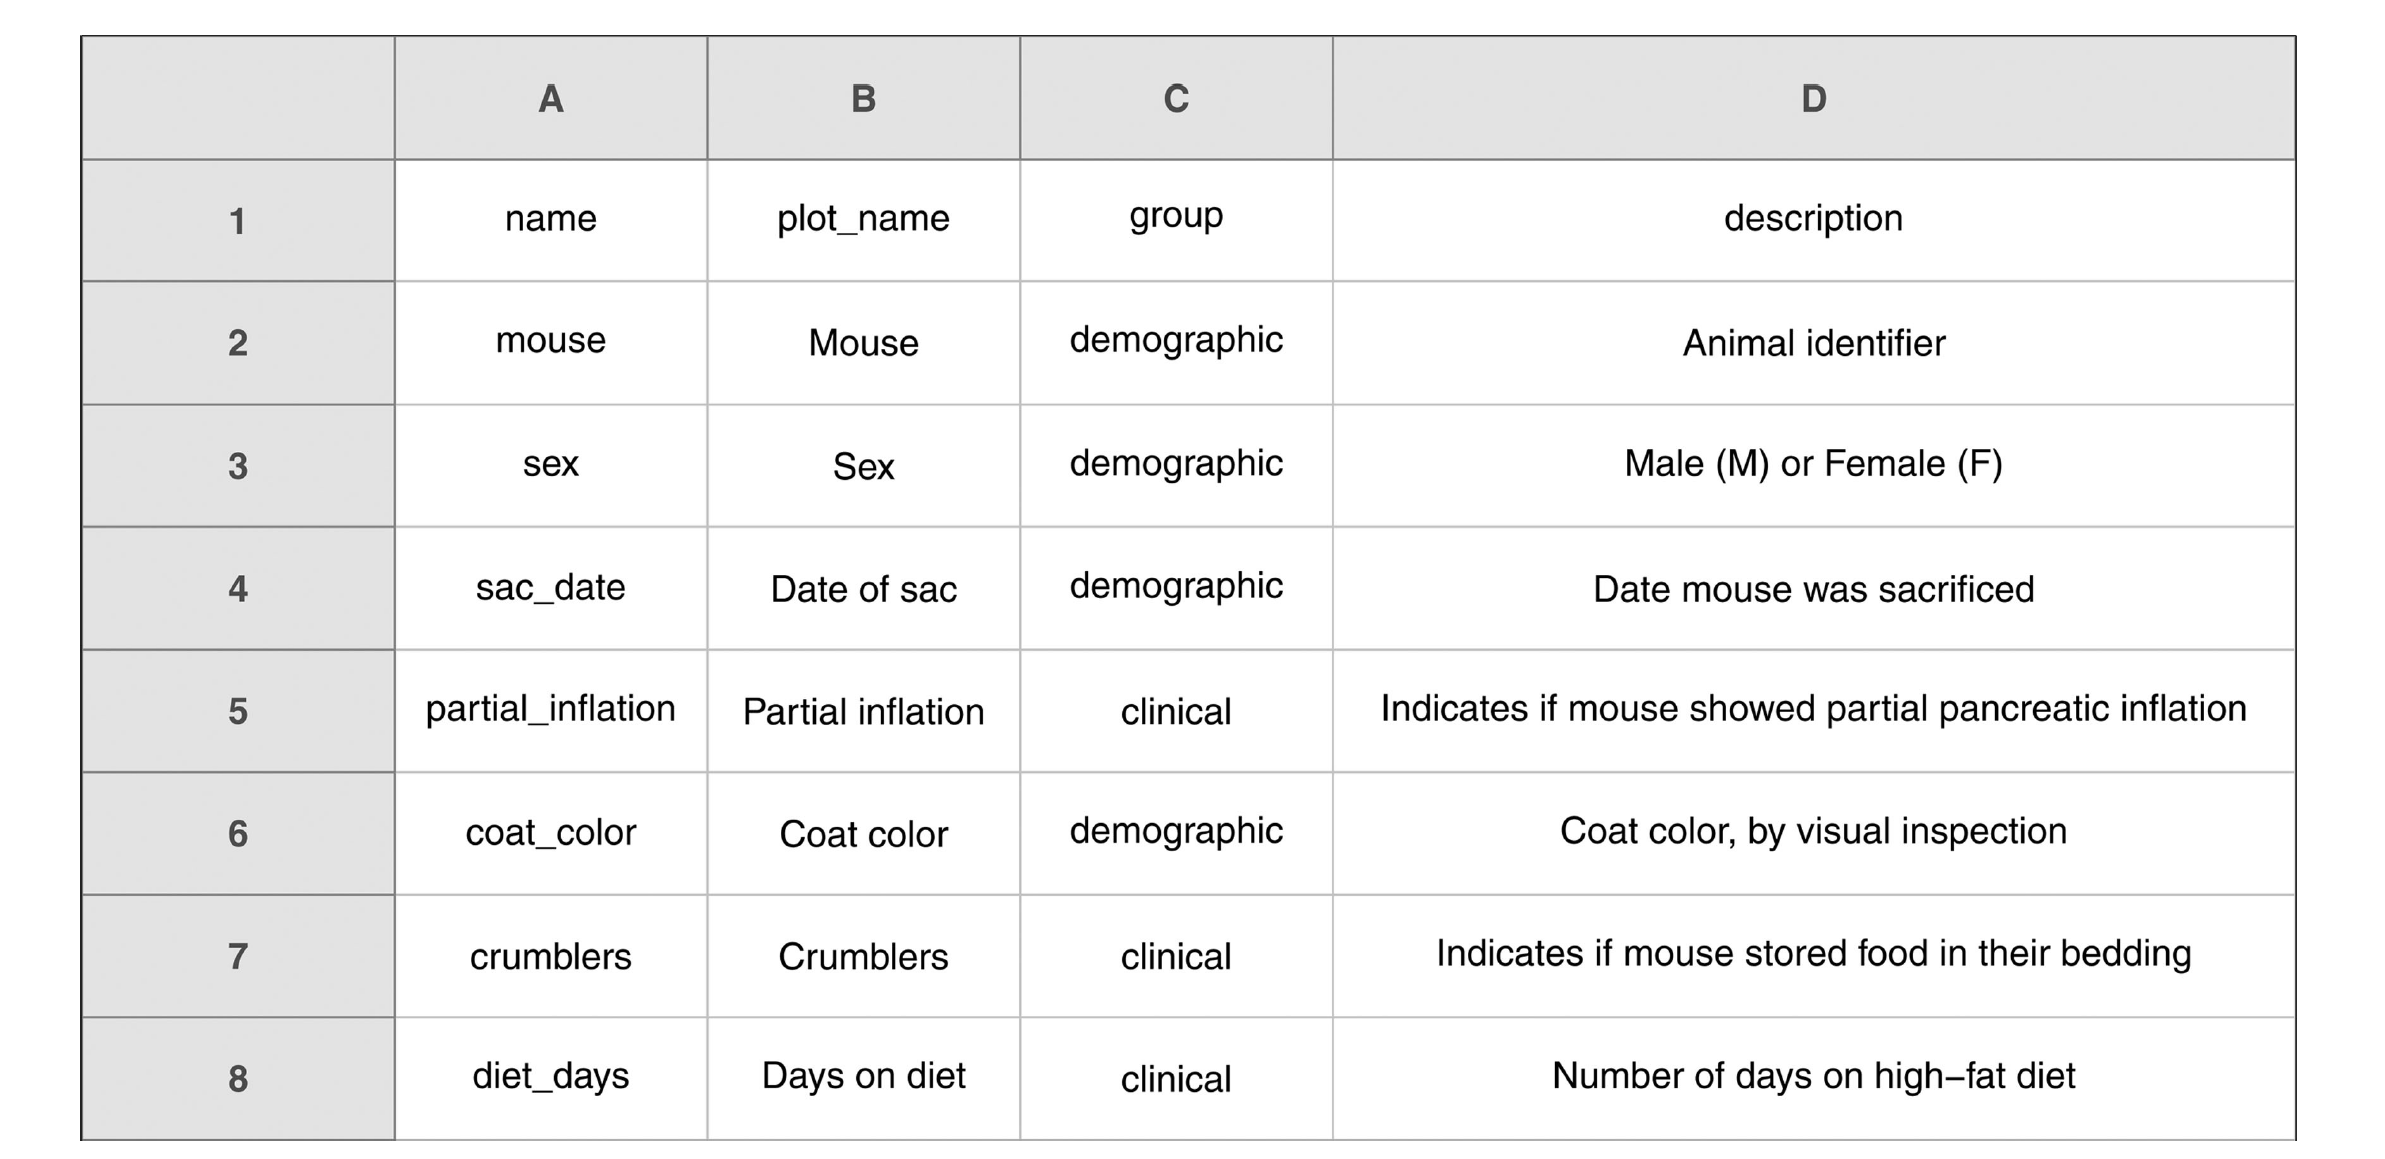 A B C D
1 name plot_name group description
2 mouse Mouse demographic Animal identifier
3 sex Sex demographic Male (M) or Female (F)
4 sac_date Date of sac demographic Date mouse was sacrificed
5 partial_inflation Partial inflation clinical Indicates if mouse showed partial pancreatic inflation
6 coat_color Coat color demographic Coat color, by visual inspection
7 crumblers Crumblers clinical Indicates if mouse stored food in their bedding
8 diet_days Days on diet clinical Number of days on high−fat diet